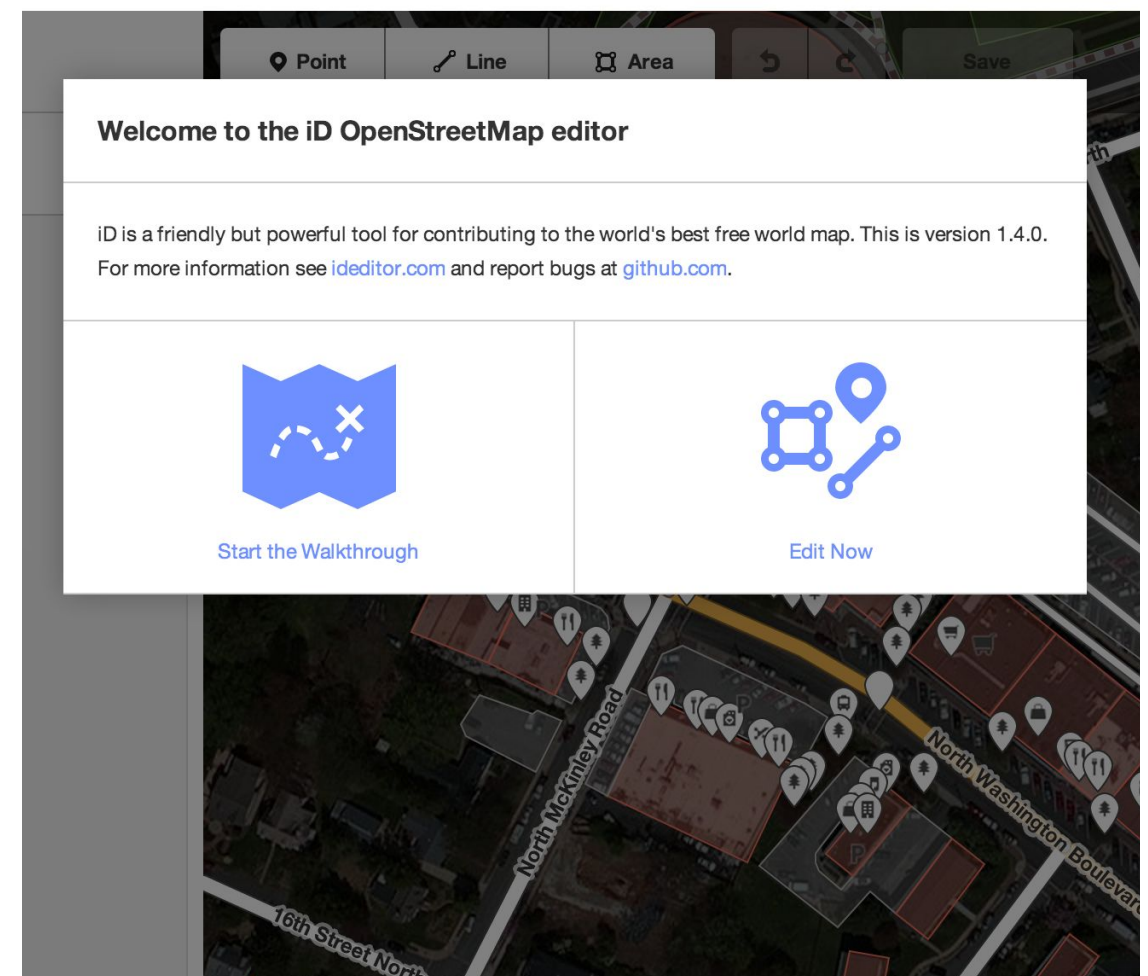 Point
Line
Area
Save
Welcome to the iD OpenStreetMap editor
iD is a friendly but powerful tool for contributing to the world's best free world map. This is version 1.4.0.
For more information see ideditor.com and report bugs at github.com.
Start the Walkthrough
Edit Now
North McKinley Road
P
North Washington Boulevar
P
16th Street North